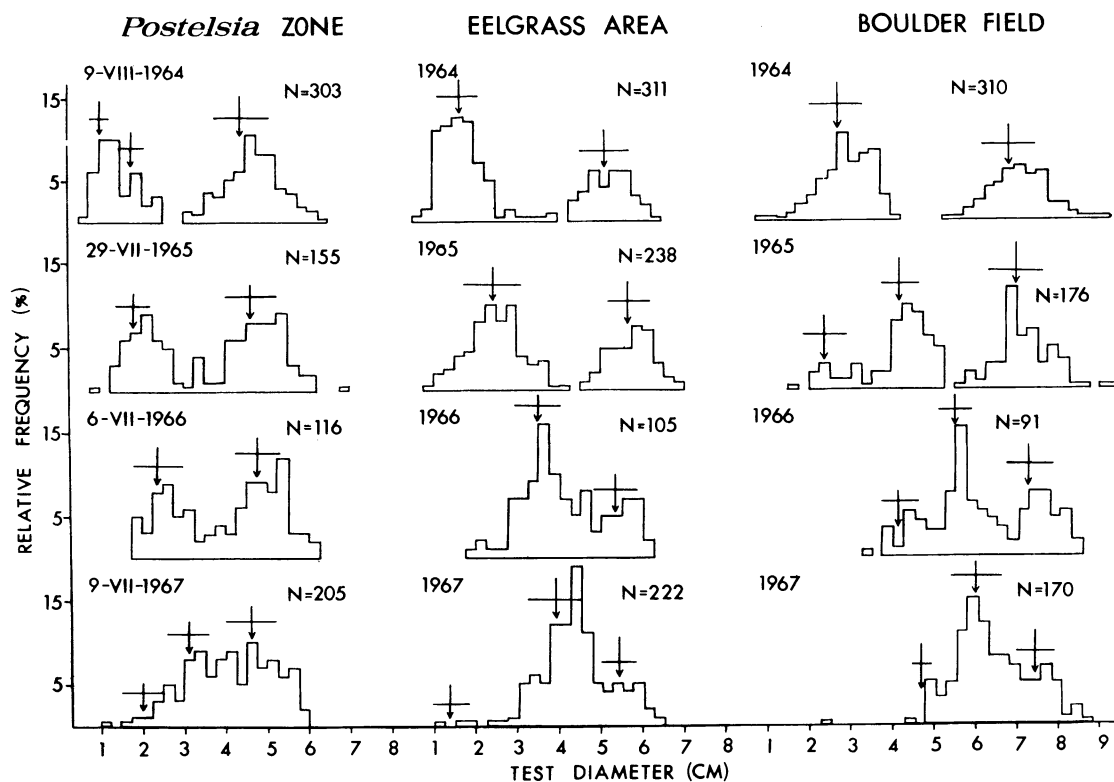 Postelsia ZONE EELGRASS AREA BOULDER FIELD
9-VIII-1964 N=303 1964 N=311 1964 N=310
15
5
29-VII-1965 N=155 1965 N=238 1965 N=176
15
5
6-VII-1966 N=116 1966 N=105 1966 N=91
15
5
9-VII-1967 N=205 1967 N=222 1967 N=170
15
5
RELATIVE FREQUENCY (%)
1 2 3 4 5 6 7 8 1 2 3 4 5 6 7 8 1 2 3 4 5 6 7 8 9
TEST DIAMETER (CM)